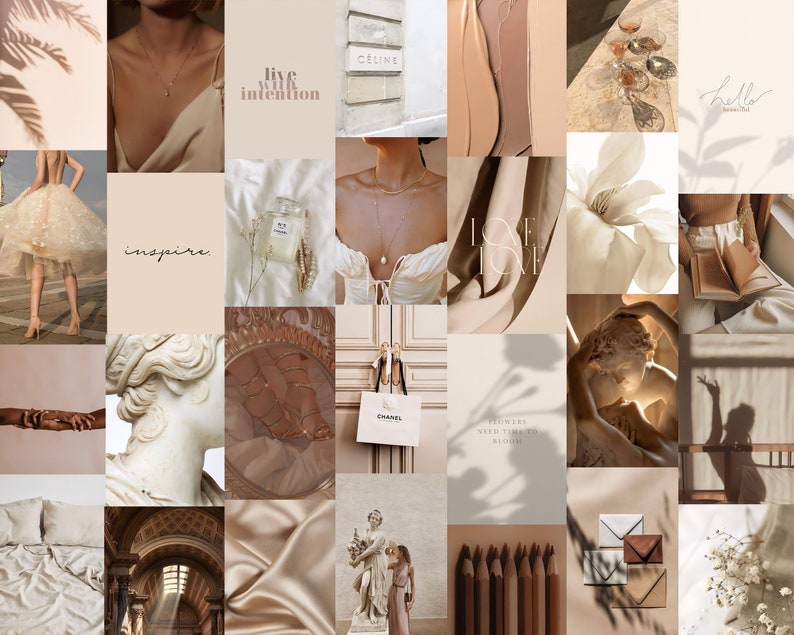 live
with
intention
CÉLINE
hello
beautiful
inspire.
N°5
CHANEL
LOVE
LOVE
CHANEL
FLOWERS
NEED TIME TO
BLOOM